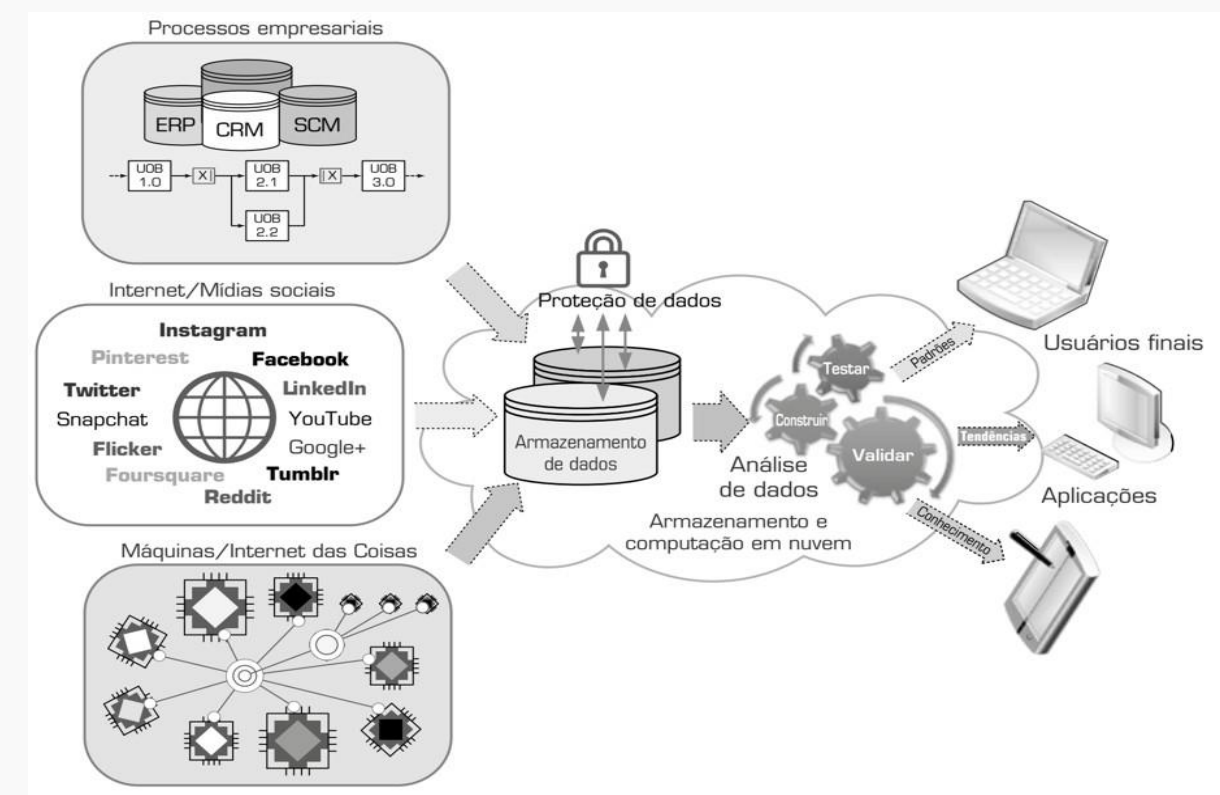 Processos empresariais
ERP
CRM
SCM
UOB
1.0
X
UOB
2.1
X
UOB
3.0
UOB
2.2
Internet/Mídias sociais
Instagram
Pinterest
Facebook
Twitter
LinkedIn
Snapchat
YouTube
Flicker
Google+
Foursquare
Tumblr
Reddit
Máquinas/Internet das Coisas
Proteção de dados
Armazenamento
de dados
Testar
Construir
Validar
Análise
de dados
Armazenamento e
computação em nuvem
Padrões
Tendências
Conhecimento
Usuários finais
Aplicações